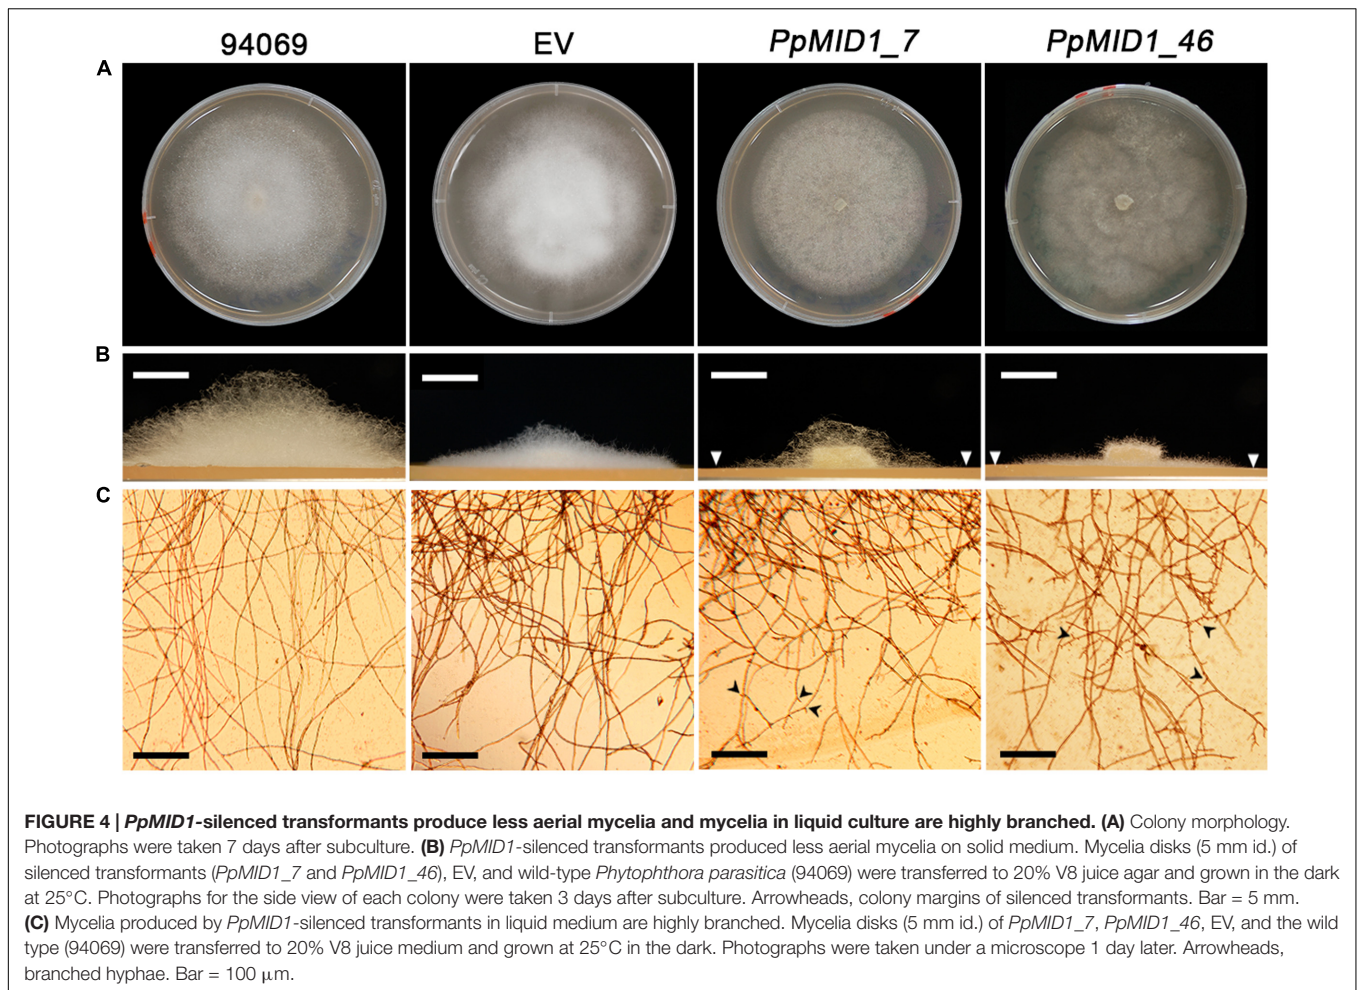 94069 EV PpMID1_7 PpMID1_46
A
B
C
FIGURE 4 | PpMID1-silenced transformants produce less aerial mycelia and mycelia in liquid culture are highly branched. (A) Colony morphology.
Photographs were taken 7 days after subculture. (B) PpMID1-silenced transformants produced less aerial mycelia on solid medium. Mycelia disks (5 mm id.) of
silenced transformants (PpMID1_7 and PpMID1_46), EV, and wild-type Phytophthora parasitica (94069) were transferred to 20% V8 juice agar and grown in the dark
at 25°C. Photographs for the side view of each colony were taken 3 days after subculture. Arrowheads, colony margins of silenced transformants. Bar = 5 mm.
(C) Mycelia produced by PpMID1-silenced transformants in liquid medium are highly branched. Mycelia disks (5 mm id.) of PpMID1_7, PpMID1_46, EV, and the wild
type (94069) were transferred to 20% V8 juice medium and grown at 25°C in the dark. Photographs were taken under a microscope 1 day later. Arrowheads,
branched hyphae. Bar = 100 μm.